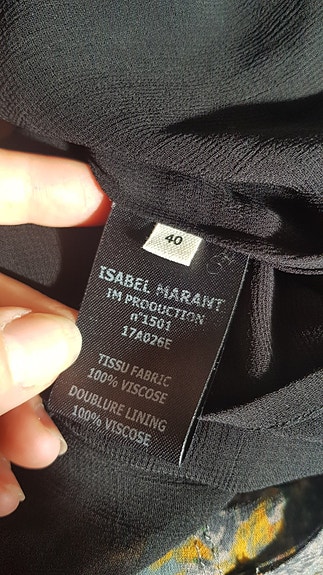 40
ISABEL MARANT
IM PRODUCTION
n°1501
17A026E
TISSU FABRIC
100% VISCOSE
DOUBLURE LINING
100% VISCOSE